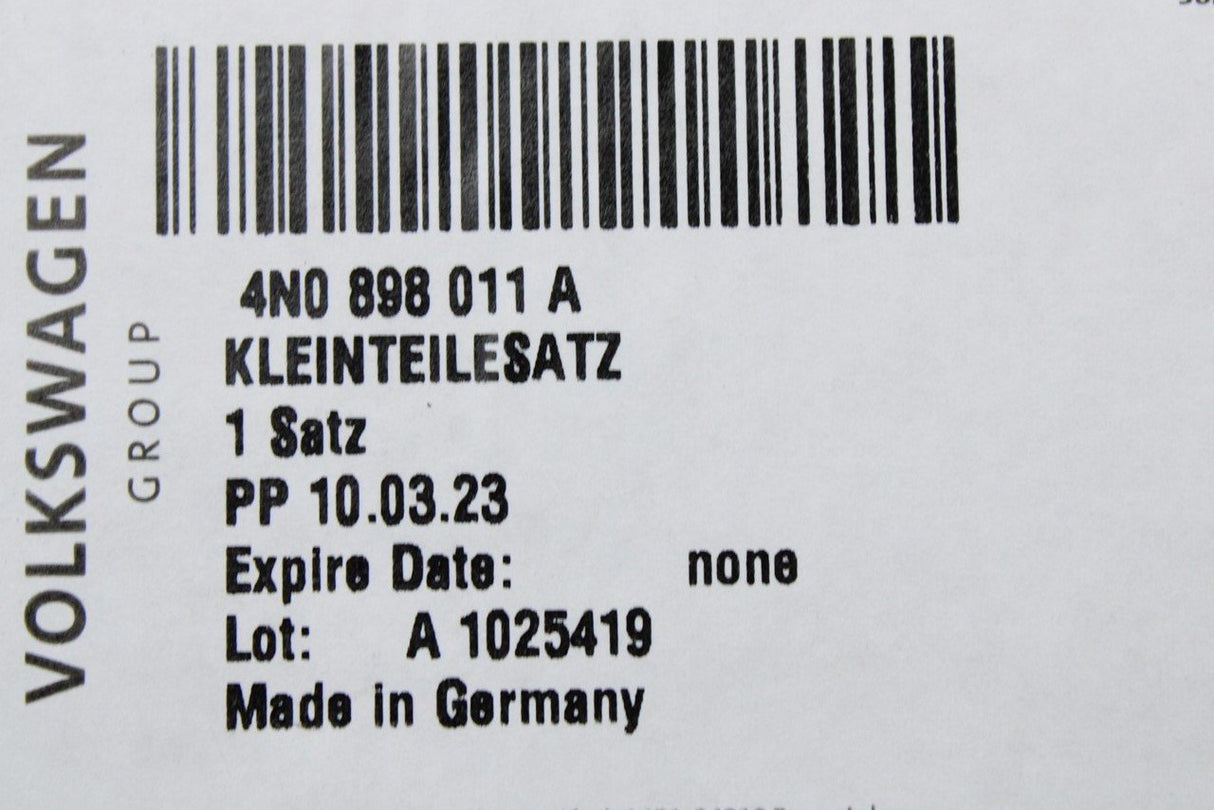 VOLKSWAGEN
GROUP
4N0 898 011 A
KLEINTEILESATZ
1 Satz
PP 10.03.23
Expire Date: none
Lot: A 1025419
Made in Germany